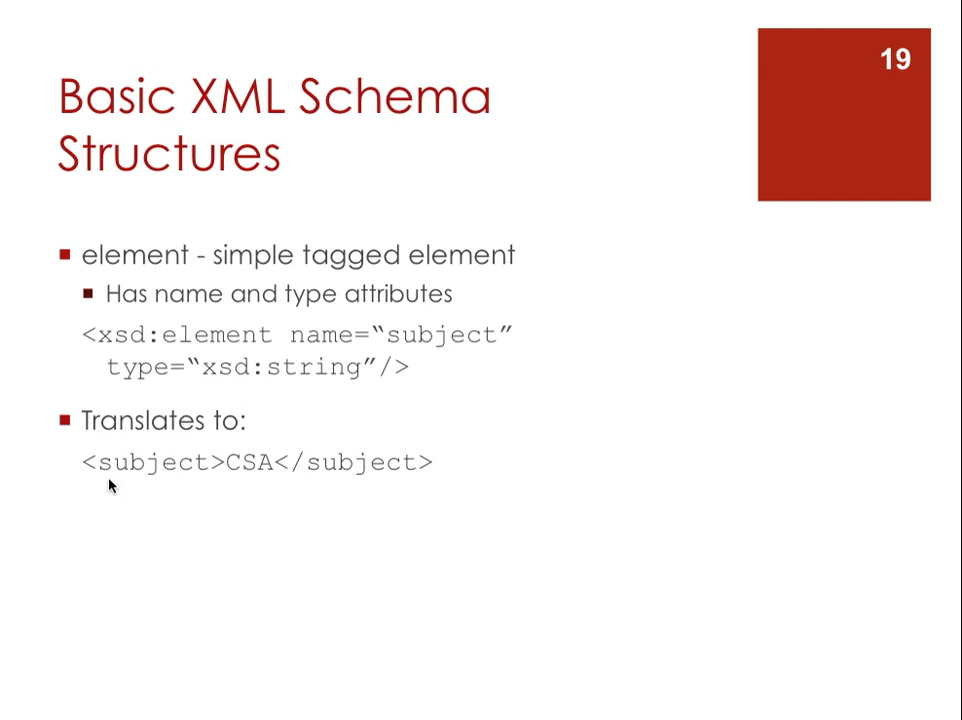 19
Basic XML Schema
Structures
element - simple tagged element
Has name and type attributes
<xsd:element name=“subject”
type=“xsd:string”/>
Translates to:
<subject>CSA</subject>